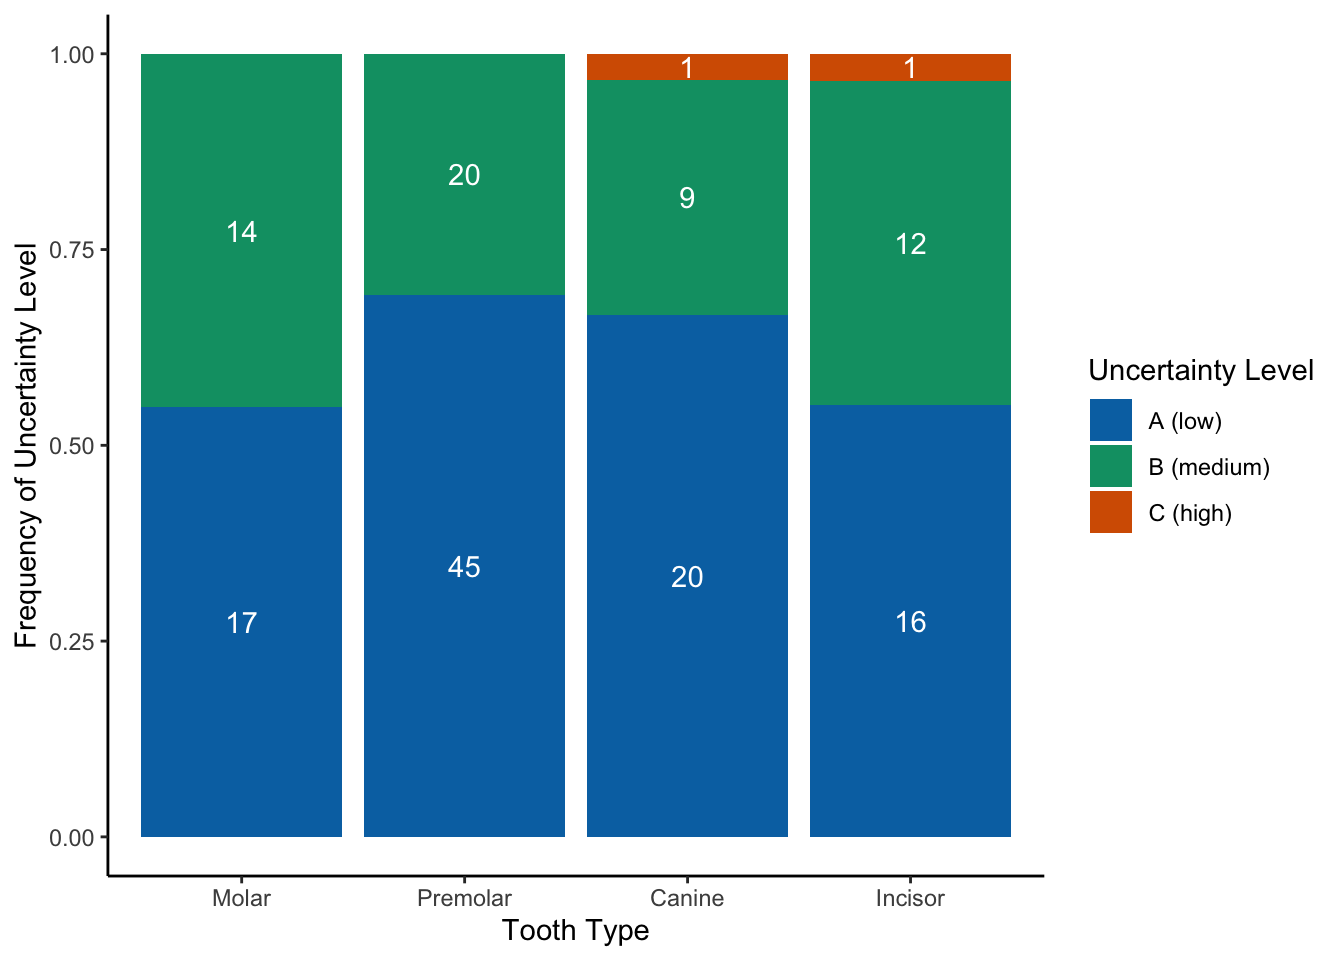 Frequency of Uncertainty Level
1.00
0.75
0.50
0.25
0.00
14
17
20
45
1
9
20
1
12
16
Molar Premolar Canine Incisor
Tooth Type
Uncertainty Level
A (low)
B (medium)
C (high)